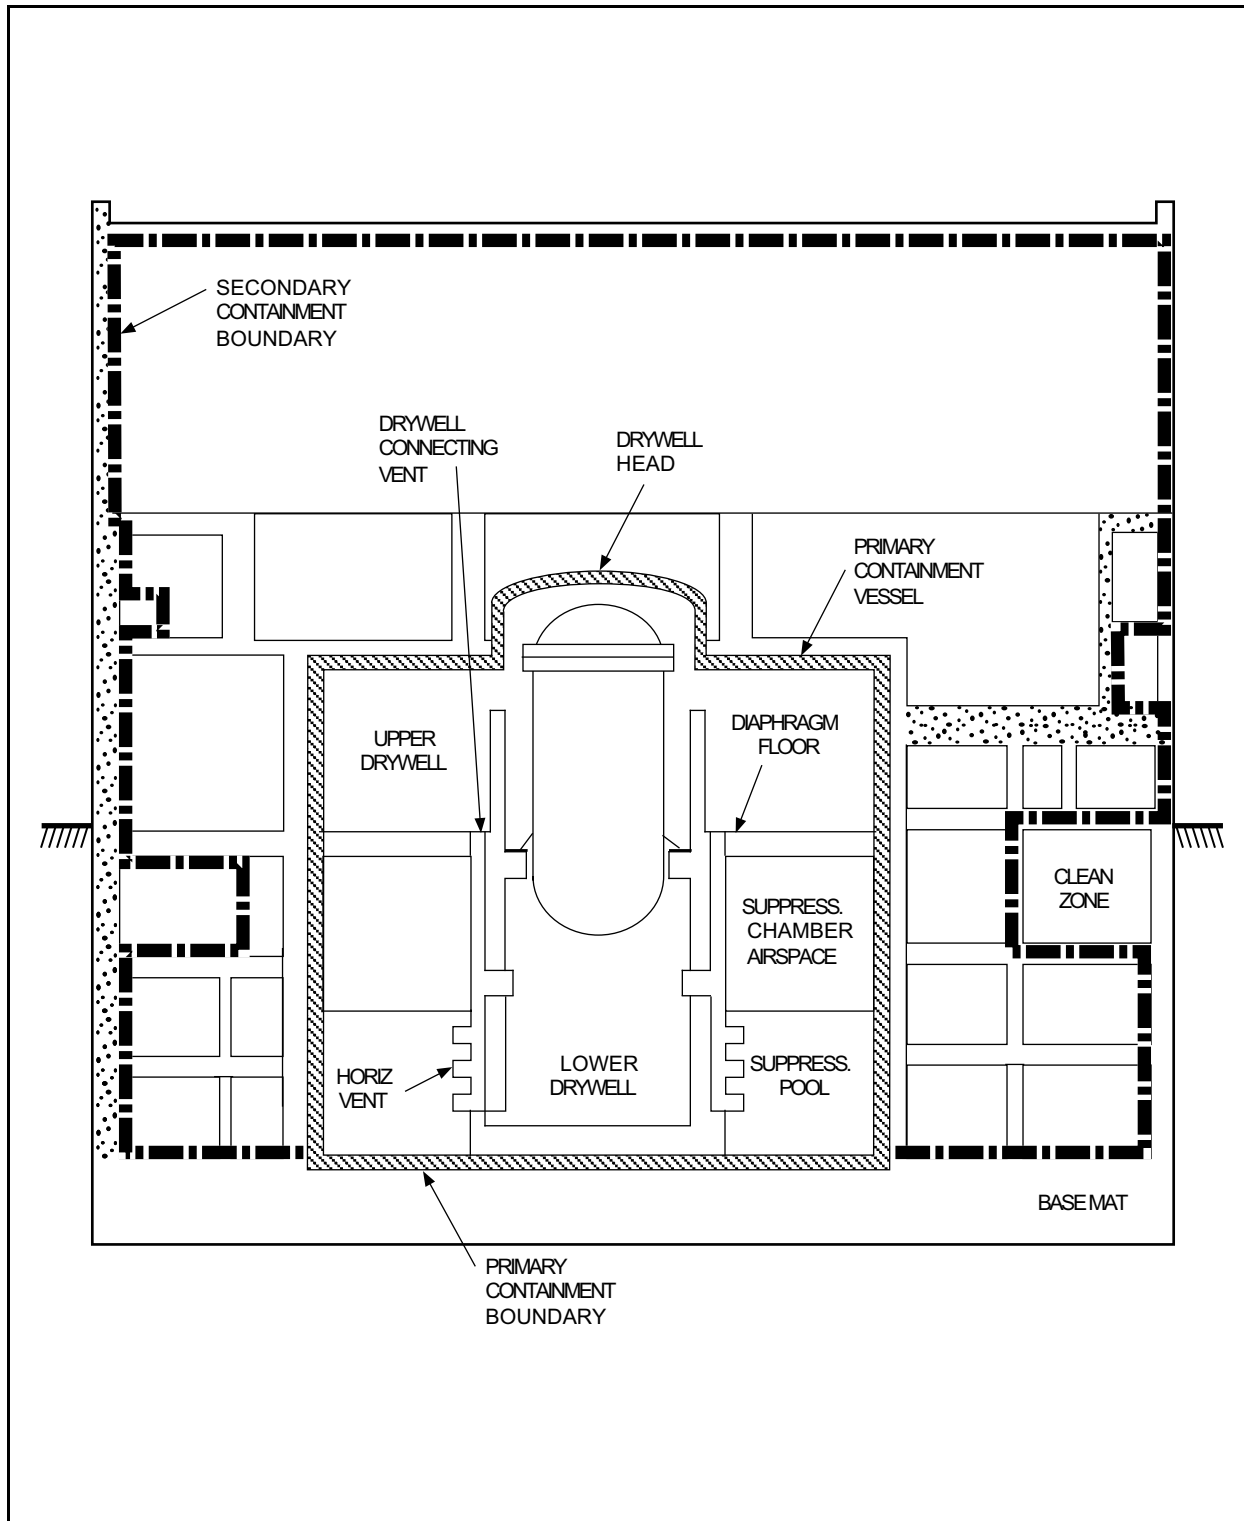 SECONDARY
CONTAINMENT
BOUNDARY
DRYWELL
CONNECTING
VENT
DRYWELL
HEAD
PRIMARY
CONTAINMENT
VESSEL
UPPER
DRYWELL
DIAPHRAGM
FLOOR
CLEAN
ZONE
SUPPRESS.
CHAMBER
AIRSPACE
HORIZ
VENT
LOWER
DRYWELL
SUPPRESS.
POOL
BASE MAT
PRIMARY
CONTAINMENT
BOUNDARY